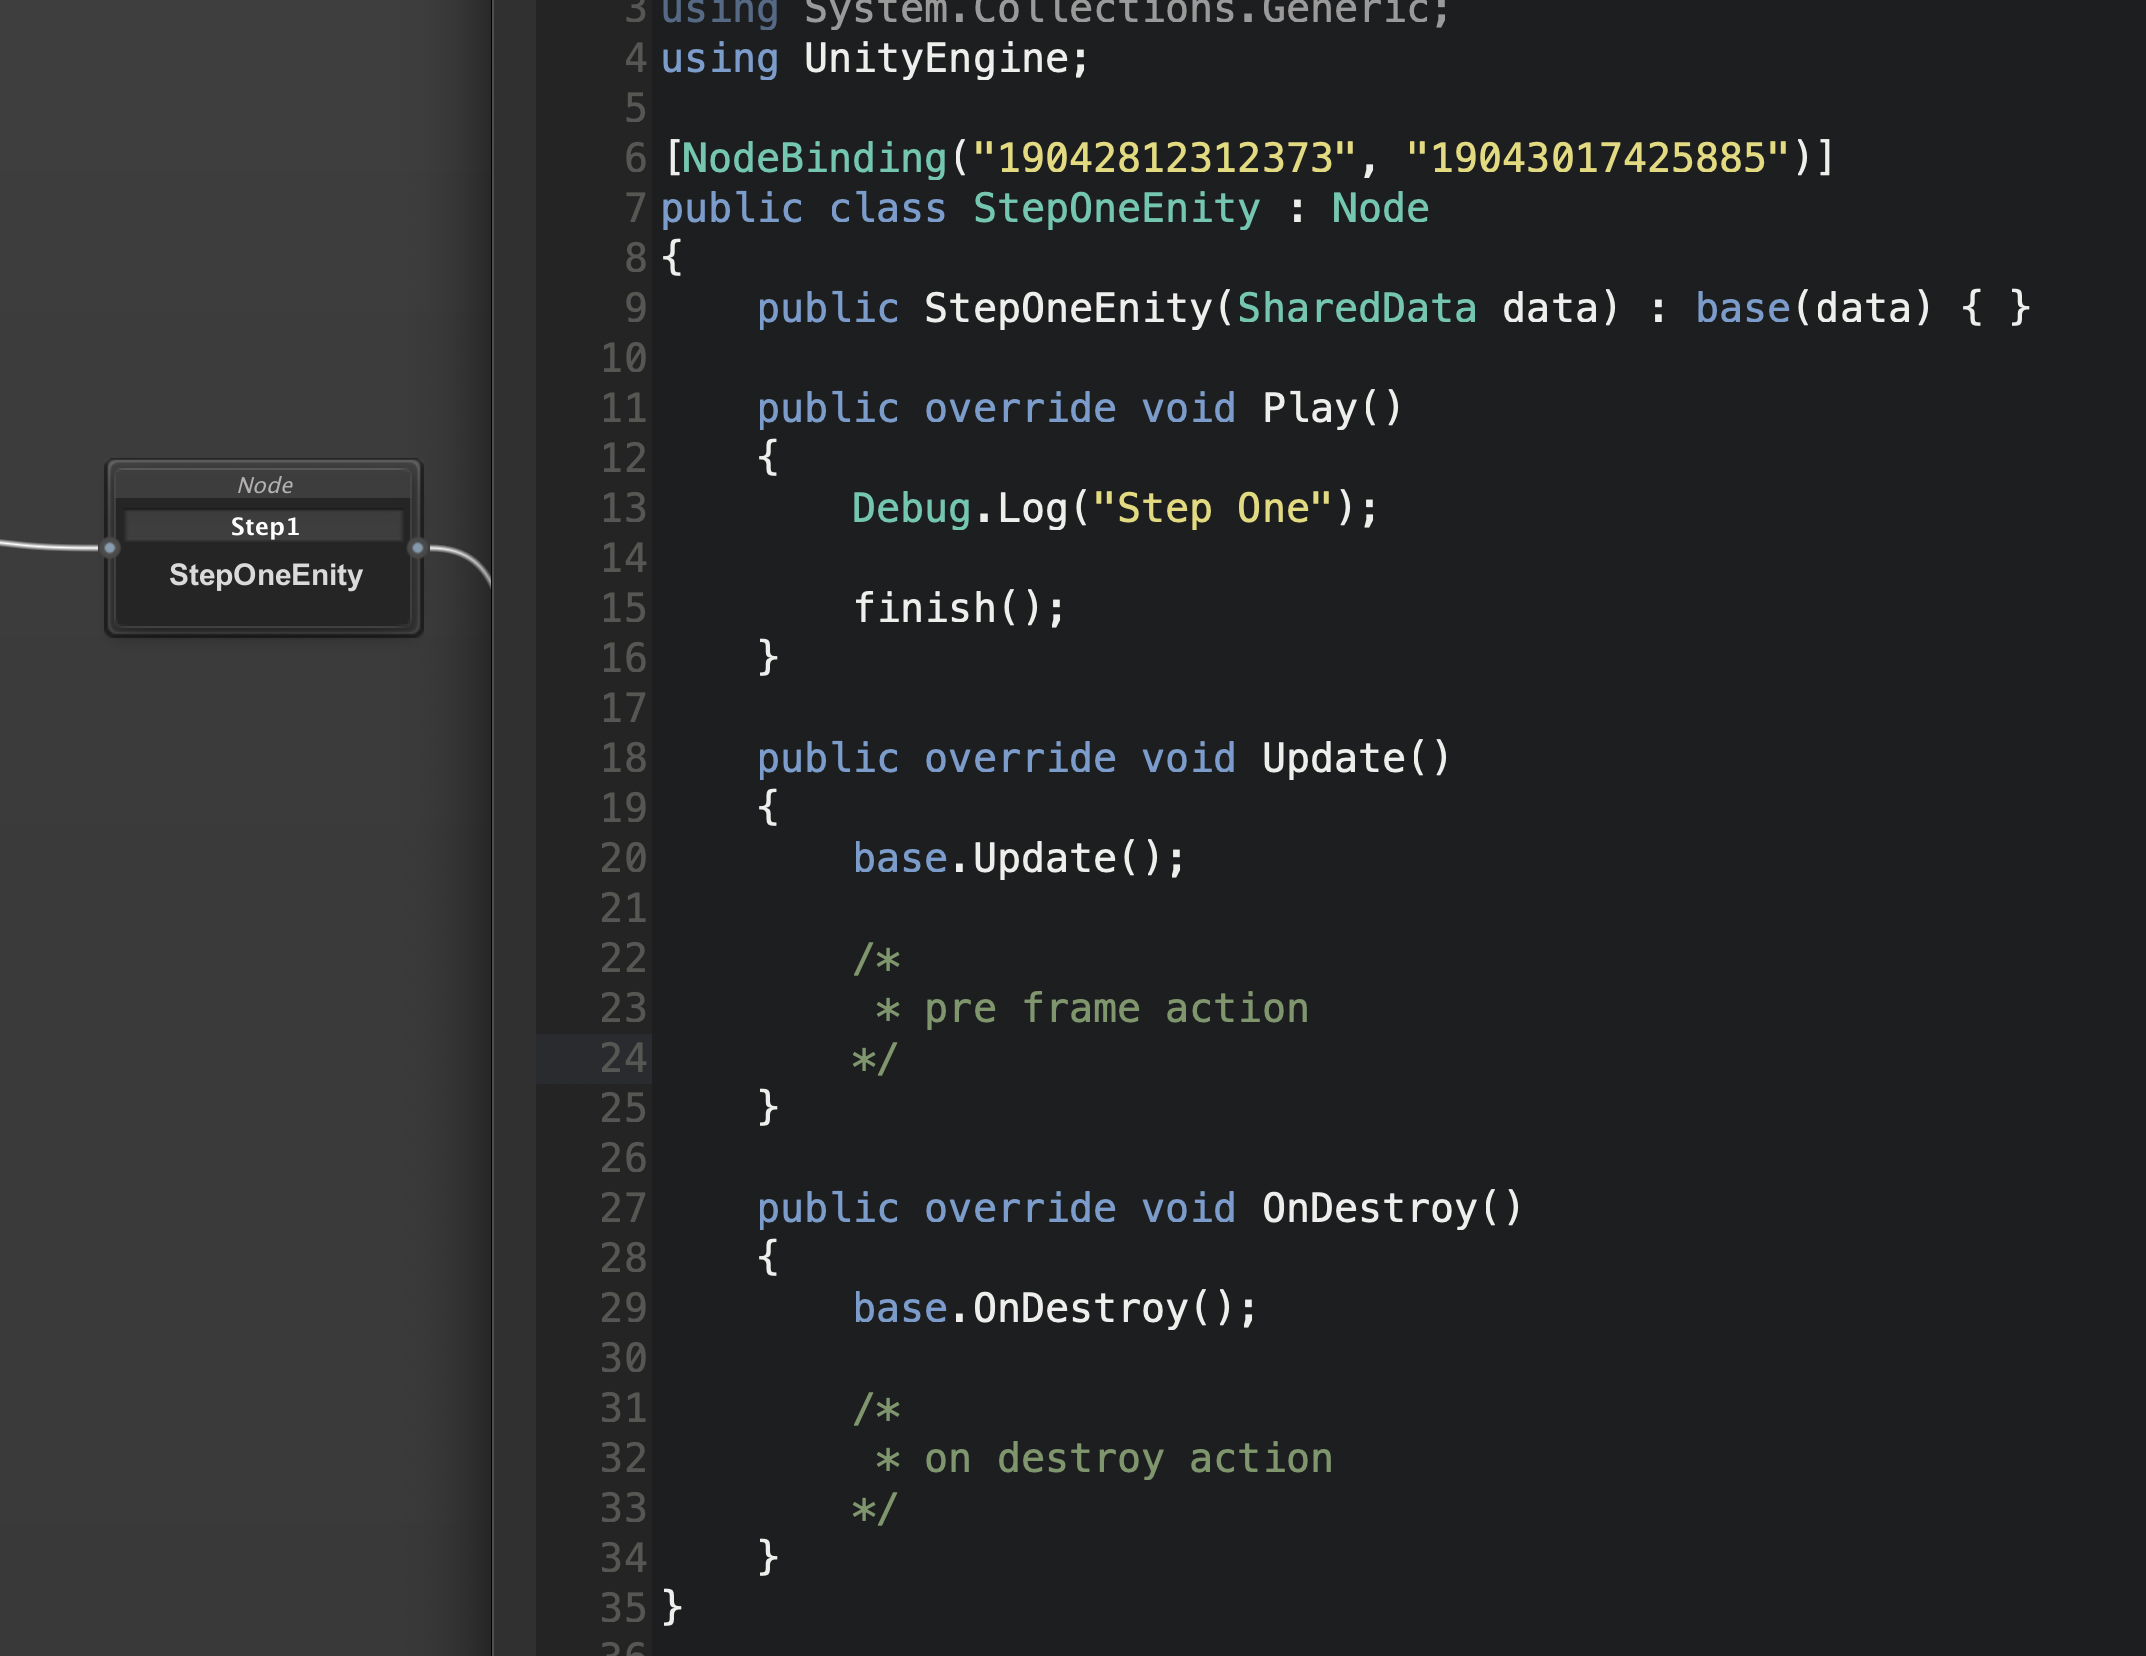 Node
Step1
StepOneEnity
3 using System.Collections.Generic;
4 using UnityEngine;
5
6 [NodeBinding("19042812312373", "19043017425885")]
7 public class StepOneEnity : Node
8 {
9     public StepOneEnity(SharedData data) : base(data) { }
10
11     public override void Play()
12     {
13         Debug.Log("Step One");
14
15         finish();
16     }
17
18     public override void Update()
19     {
20         base.Update();
21
22         /*
23          * pre frame action
24         */
25     }
26
27     public override void OnDestroy()
28     {
29         base.OnDestroy();
30
31         /*
32          * on destroy action
33         */
34     }
35 }
36